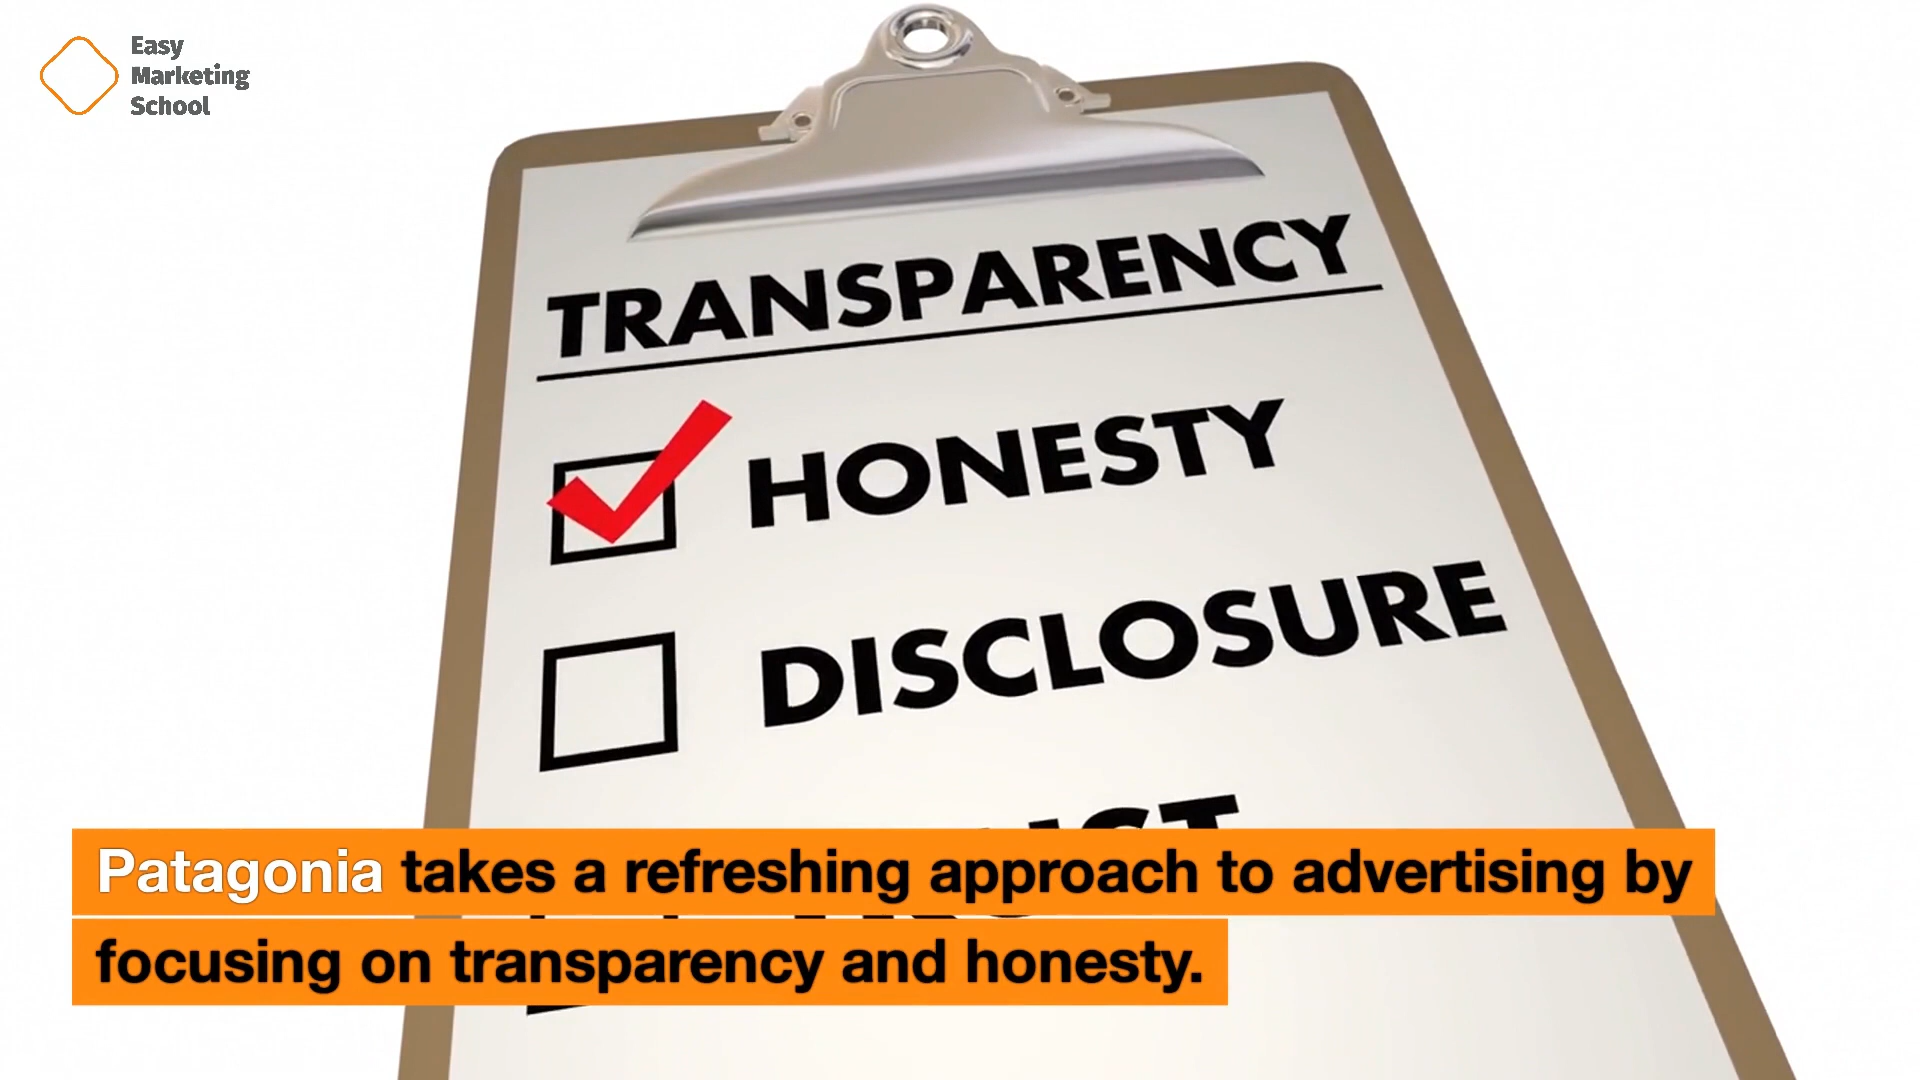 Easy
Marketing
School
TRANSPARENCY
HONESTY
DISCLOSURE
Patagonia takes a refreshing approach to advertising by
focusing on transparency and honesty.